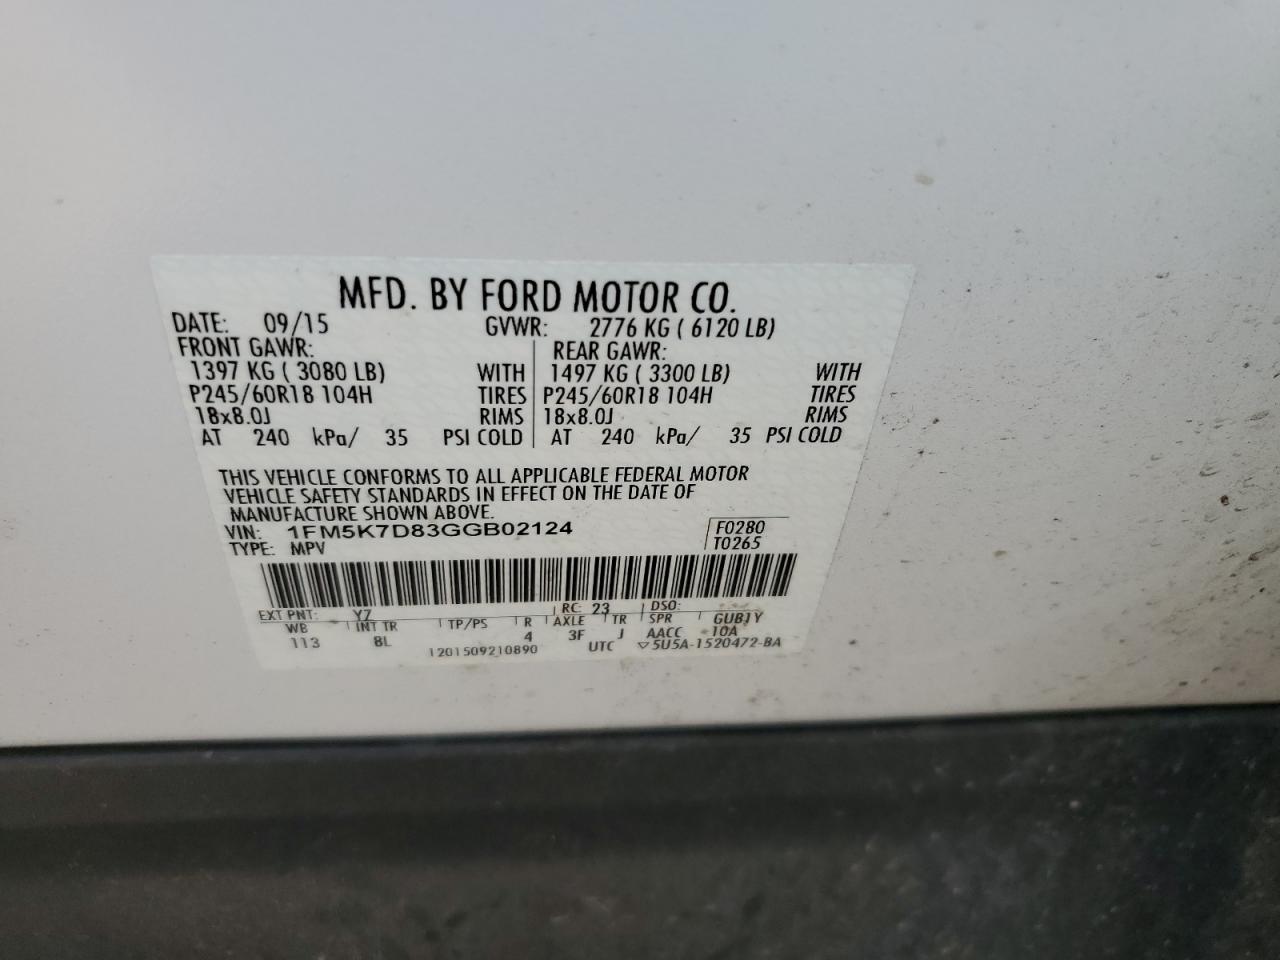 MFD. BY FORD MOTOR CO.
DATE: 09/15 GVWR: 2776 KG ( 6120 LB)
FRONT GAWR: REAR GAWR:
1397 KG ( 3080 LB) WITH 1497 KG ( 3300 LB) WITH
P245/60R18 104H TIRES P245/60R18 104H TIRES
18x8.0J RIMS 18x8.0J RIMS
AT 240 kPa/ 35 PSI COLD AT 240 kPa/ 35 PSI COLD
THIS VEHICLE CONFORMS TO ALL APPLICABLE FEDERAL MOTOR
VEHICLE SAFETY STANDARDS IN EFFECT ON THE DATE OF
MANUFACTURE SHOWN ABOVE.
VIN: 1FM5K7D83GGB02124 F0280
TYPE: MPV T0265
EXT PNT: YZ RC: 23 DSO:
WB INT TR TP/PS R AXLE TR SPR GUB1Y
113 8L 4 3F J AACC 10A
1201509210890 UTC ▽5U5A-1520472-BA